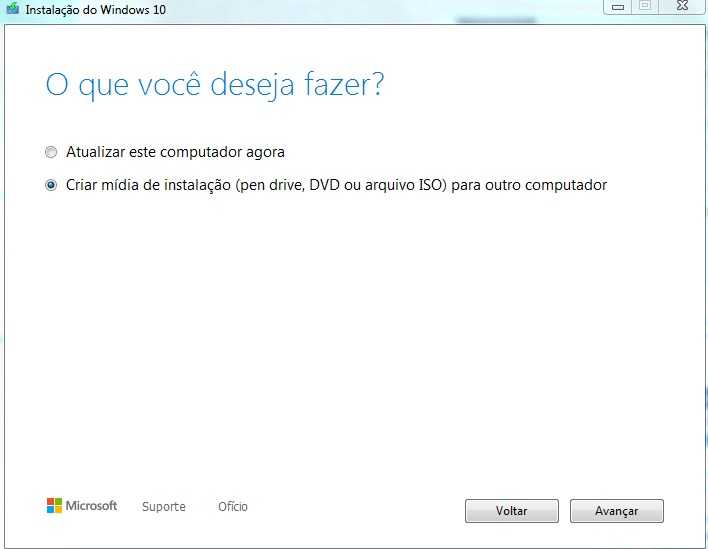 Instalação do Windows 10
O que você deseja fazer?
Atualizar este computador agora
Criar mídia de instalação (pen drive, DVD ou arquivo ISO) para outro computador
Microsoft Suporte Ofício Voltar Avançar